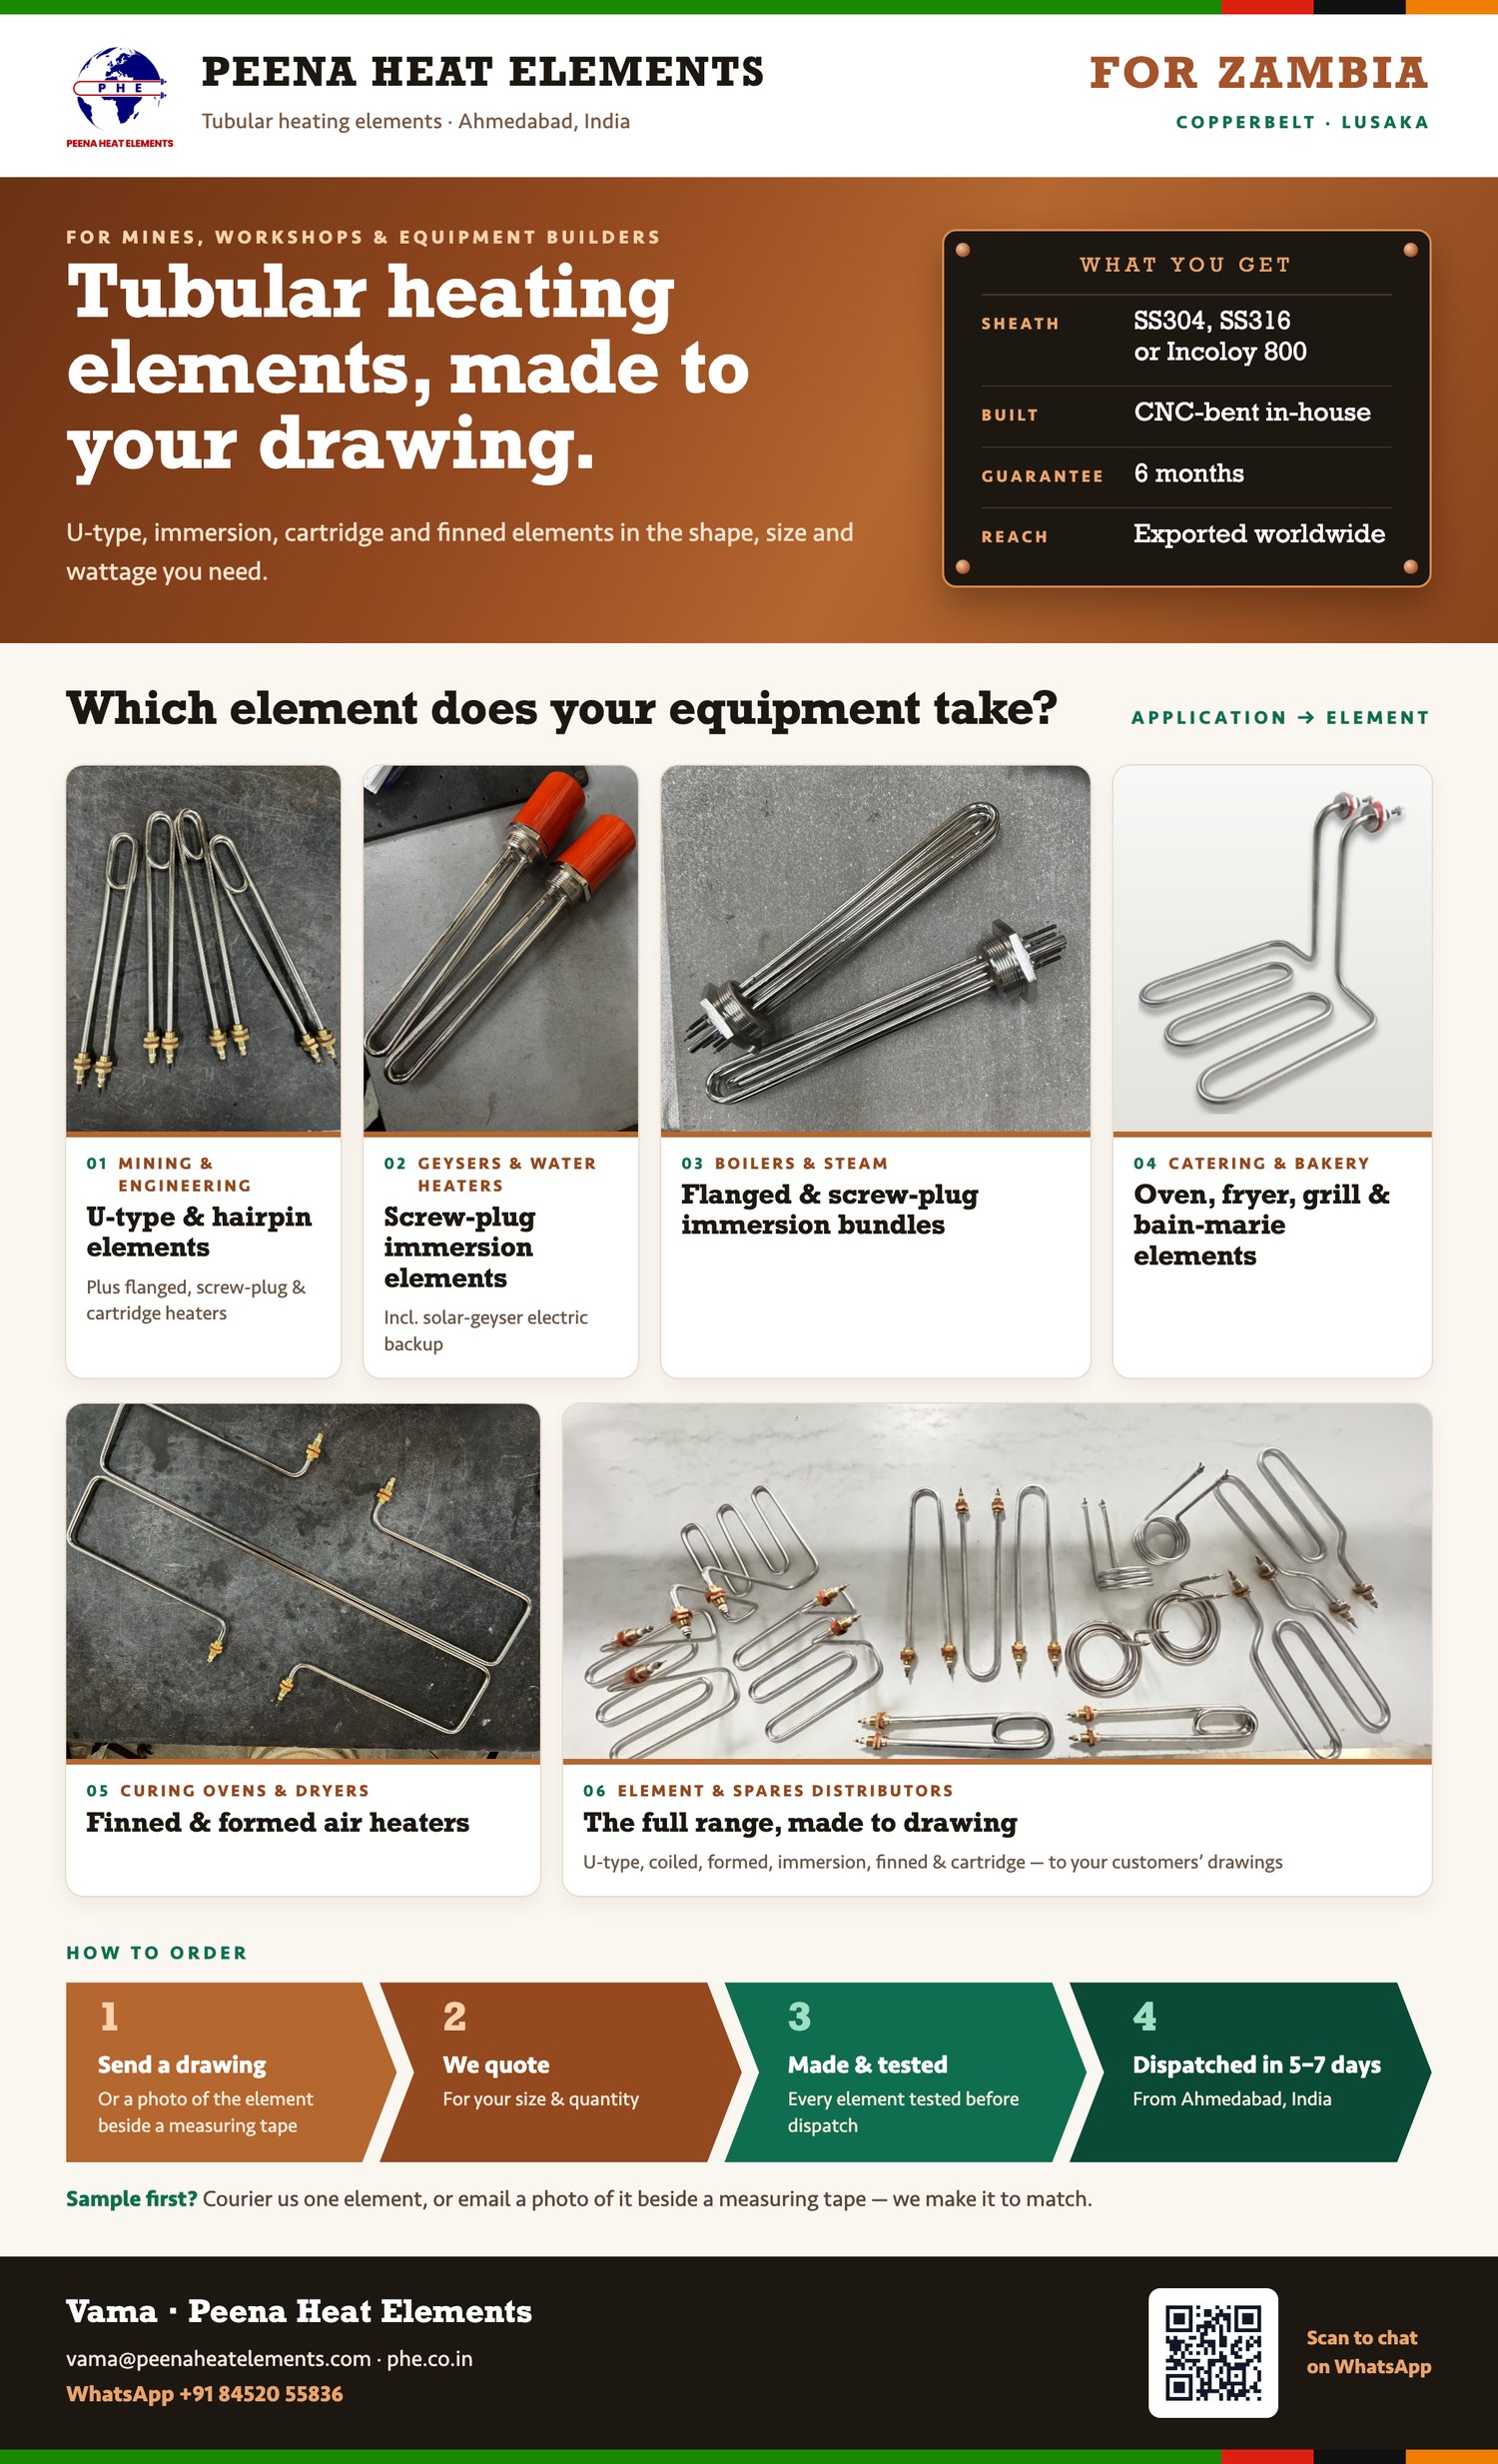 PHE
PEENA HEAT ELEMENTS
PEENA HEAT ELEMENTS
Tubular heating elements · Ahmedabad, India
FOR ZAMBIA
COPPERBELT · LUSAKA
FOR MINES, WORKSHOPS & EQUIPMENT BUILDERS
Tubular heating
elements, made to
your drawing.
U-type, immersion, cartridge and finned elements in the shape, size and
wattage you need.
WHAT YOU GET
SHEATH SS304, SS316
or Incoloy 800
BUILT CNC-bent in-house
GUARANTEE 6 months
REACH Exported worldwide
Which element does your equipment take?
APPLICATION → ELEMENT
01 MINING &
ENGINEERING
U-type & hairpin
elements
Plus flanged, screw-plug &
cartridge heaters
02 GEYSERS & WATER
HEATERS
Screw-plug
immersion
elements
Incl. solar-geyser electric
backup
03 BOILERS & STEAM
Flanged & screw-plug
immersion bundles
04 CATERING & BAKERY
Oven, fryer, grill &
bain-marie
elements
05 CURING OVENS & DRYERS
Finned & formed air heaters
06 ELEMENT & SPARES DISTRIBUTORS
The full range, made to drawing
U-type, coiled, formed, immersion, finned & cartridge — to your customers’ drawings
HOW TO ORDER
1
Send a drawing
Or a photo of the element
beside a measuring tape
2
We quote
For your size & quantity
3
Made & tested
Every element tested before
dispatch
4
Dispatched in 5–7 days
From Ahmedabad, India
Sample first? Courier us one element, or email a photo of it beside a measuring tape — we make it to match.
Vama · Peena Heat Elements
vama@peenaheatelements.com · phe.co.in
WhatsApp +91 84520 55836
Scan to chat
on WhatsApp